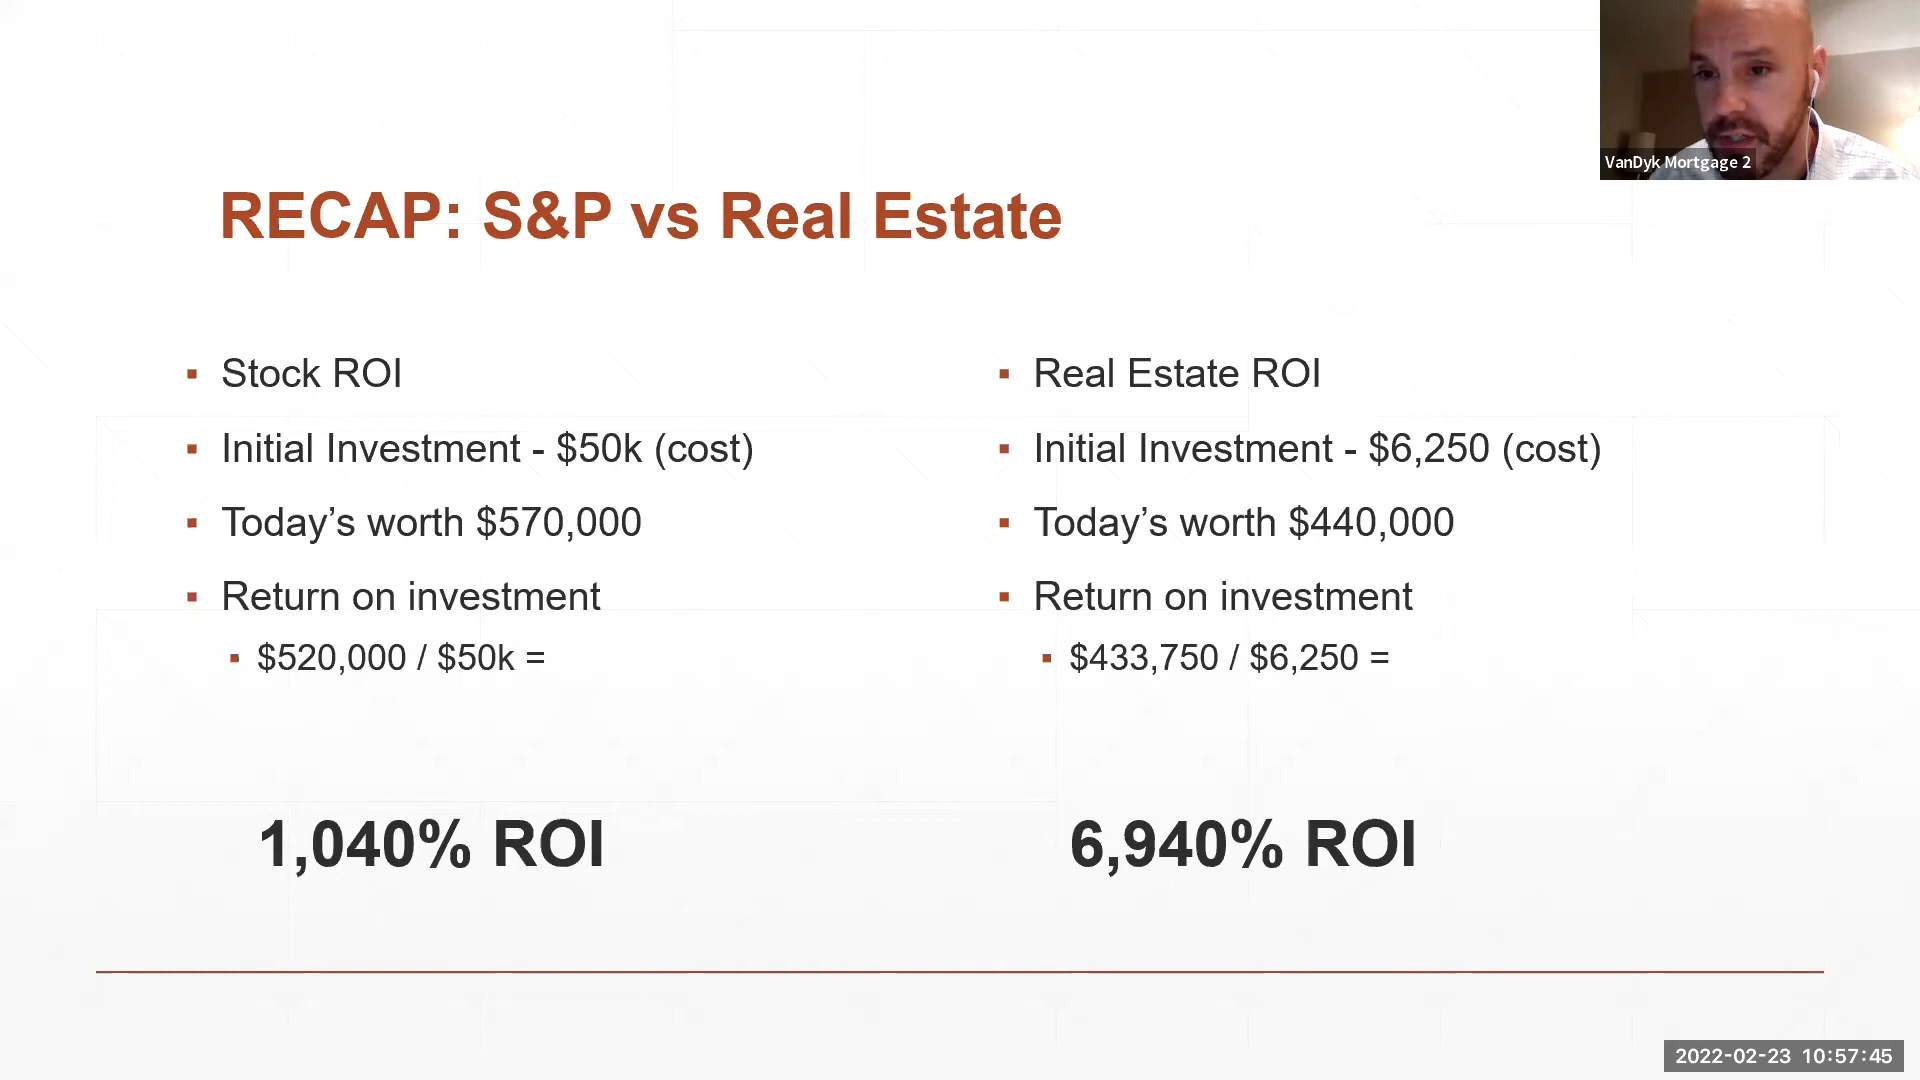 VanDyk Mortgage 2
RECAP: S&P vs Real Estate
▪ Stock ROI
▪ Initial Investment - $50k (cost)
▪ Today’s worth $570,000
▪ Return on investment
▪ $520,000 / $50k =
1,040% ROI
▪ Real Estate ROI
▪ Initial Investment - $6,250 (cost)
▪ Today’s worth $440,000
▪ Return on investment
▪ $433,750 / $6,250 =
6,940% ROI
2022-02-23 10:57:45